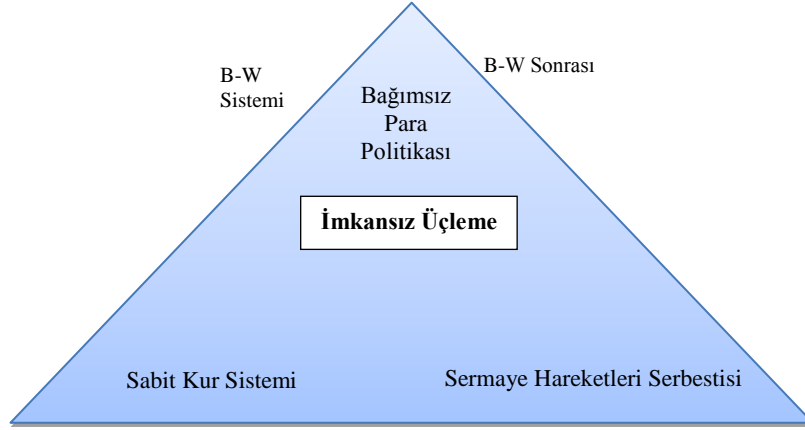 B-W
Sistemi
B-W Sonrası
Bağımsız
Para
Politikası
İmkansız Üçleme
Sabit Kur Sistemi
Sermaye Hareketleri Serbestisi